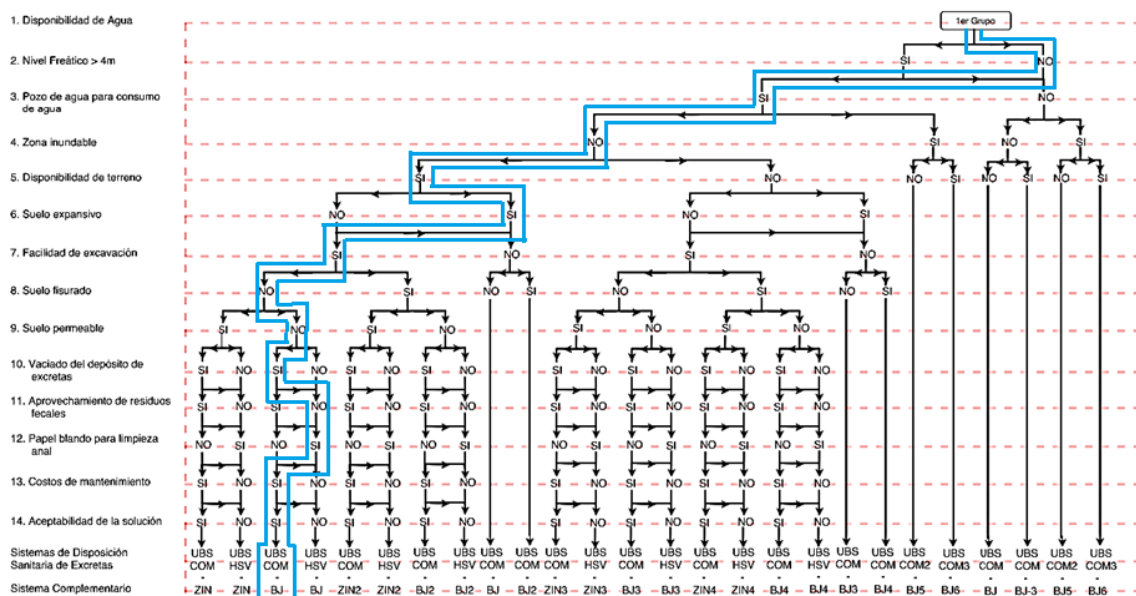 1. Disponibilidad de Agua 1er Grupo
2. Nivel Freático > 4m SI NO
3. Pozo de agua para consumo de agua SI NO
4. Zona inundable NO SI NO SI
5. Disponibilidad de terreno SI NO NO SI NO SI NO SI
6. Suelo expansivo NO SI NO SI
7. Facilidad de excavación SI NO SI NO
8. Suelo fisurado NO SI NO SI NO SI NO SI
9. Suelo permeable SI NO SI NO SI NO SI NO
10. Vaciado del depósito de excretas SI NO SI NO SI NO SI NO SI NO SI NO SI NO SI NO
11. Aprovechamiento de residuos fecales SI NO SI NO SI NO SI NO SI NO SI NO SI NO SI NO
12. Papel blando para limpieza anal NO SI NO SI NO SI NO SI NO SI NO SI NO SI NO SI
13. Costos de mantenimiento SI NO SI NO SI NO SI NO SI NO SI NO SI NO SI NO
14. Aceptabilidad de la solución SI NO SI NO SI NO SI NO SI NO SI NO SI NO SI NO
Sistemas de Disposición UBS UBS UBS UBS UBS UBS UBS UBS UBS UBS UBS UBS UBS UBS UBS UBS UBS UBS UBS UBS UBS UBS UBS UBS UBS UBS
Sanitaria de Excretas COM HSV COM HSV COM HSV COM HSV COM COM COM HSV COM HSV COM HSV COM HSV COM COM COM2 COM3 COM COM COM2 COM3
- - - - - - - - - - - - - - - - - - - - - - - - - -
Sistema Complementario ZIN ZIN BJ BJ ZIN2 ZIN2 BJ2 BJ2 BJ BJ2 ZIN3 ZIN3 BJ3 BJ3 ZIN4 ZIN4 BJ4 BJ4 BJ3 BJ4 BJ5 BJ6 BJ BJ-3 BJ5 BJ6